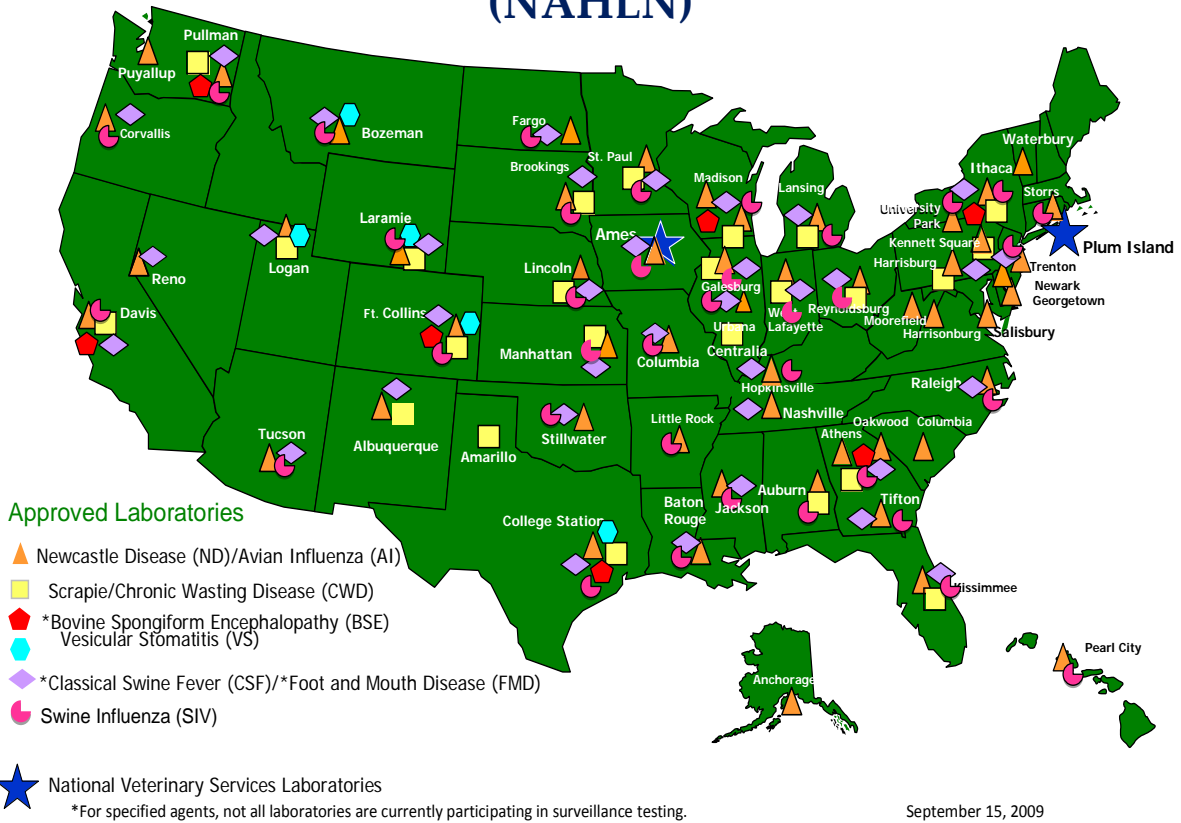 (NAHLN)
Pullman
Puyallup
Corvallis
Bozeman
Fargo
Brookings
St. Paul
Madison
Lansing
Waterbury
Ithaca
Storrs
University
Park
Kennett Square
Harrisburg
Plum Island
Trenton
Newark
Georgetown
Laramie
Logan
Reno
Davis
Ames
Lincoln
Galesburg
Urbana
West
Lafayette
Reynoldsburg
Moorefield
Harrisonburg
Salisbury
Ft. Collins
Manhattan
Columbia
Centralia
Hopkinsville
Raleigh
Nashville
Little Rock
Stillwater
Albuquerque
Amarillo
Tucson
Athens
Oakwood
Columbia
Auburn
Jackson
Tifton
Baton
Rouge
College Station
Kissimmee
Anchorage
Pearl City
Approved Laboratories
Newcastle Disease (ND)/Avian Influenza (AI)
Scrapie/Chronic Wasting Disease (CWD)
*Bovine Spongiform Encephalopathy (BSE)
Vesicular Stomatitis (VS)
*Classical Swine Fever (CSF)/*Foot and Mouth Disease (FMD)
Swine Influenza (SIV)
National Veterinary Services Laboratories
*For specified agents, not all laboratories are currently participating in surveillance testing.
September 15, 2009